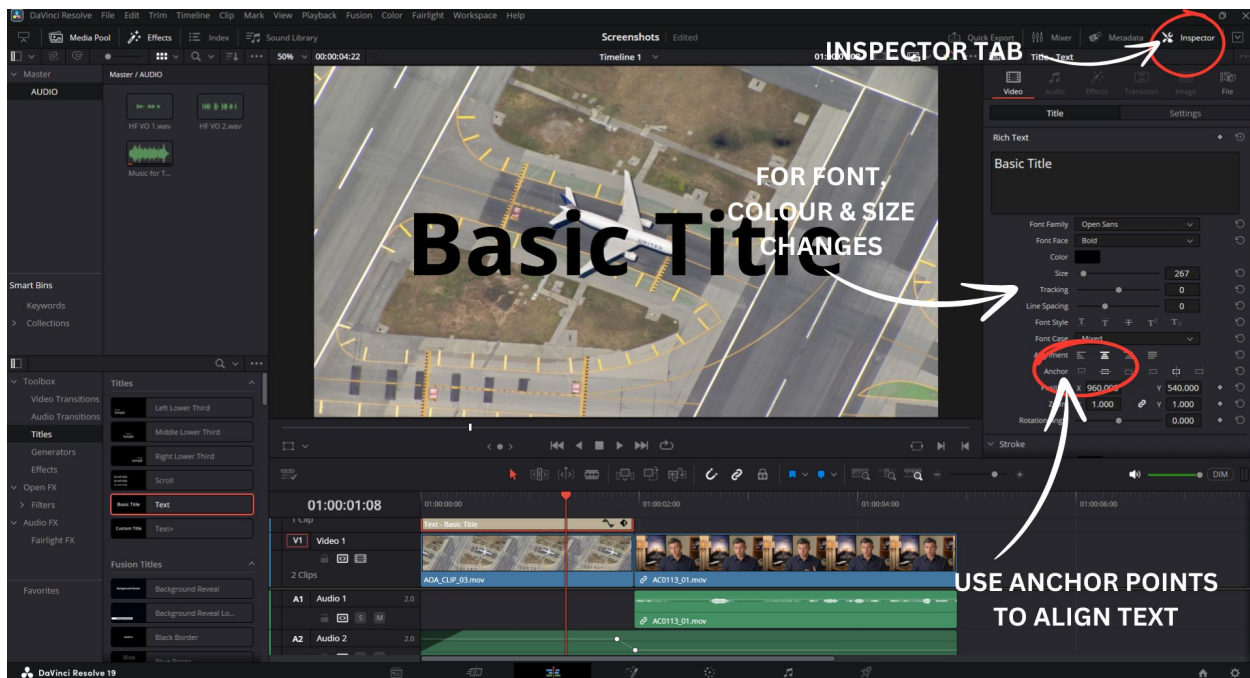 DaVinci Resolve File Edit Trim Timeline Clip Mark View Playback Fusion Color Fairlight Workspace Help
Media Pool Effects Index Sound Library Screenshots Edited Quick Export Mixer Metadata Inspector
50% 00:00:04:22 Timeline 1 Title - Text
INSPECTOR TAB
Master
AUDIO
Master / AUDIO
HF VO 1.wav HF VO 2.wav
Music for T...
Smart Bins
Keywords
Collections
Basic Title
FOR FONT,
COLOUR & SIZE
CHANGES
Video Audio Effects Transition Image File
Title Settings
Rich Text
Basic Title
Font Family Open Sans
Font Face Bold
Color
Size 267
Tracking 0
Line Spacing 0
Font Style
Font Case Mixed
Alignment
Anchor
X 960.000 Y 540.000
1.000 Y 1.000
0.000
Stroke
USE ANCHOR POINTS
TO ALIGN TEXT
Toolbox
Video Transitions
Audio Transitions
Titles
Generators
Effects
Open FX
Filters
Audio FX
Fairlight FX
Favorites
Titles
Left Lower Third
Middle Lower Third
Right Lower Third
Scroll
Basic Title Text
Custom Title Text+
Fusion Titles
Background Reveal
Background Reveal Lo...
Black Border
DIM
01:00:01:08
01:00:00:00 01:00:02:00 01:00:04:00 01:00:06:00
1 Clip
Text - Basic Title
V1 Video 1
2 Clips
AOA_CLIP_03.mov AC0113_01.mov
A1 Audio 1 2.0
S M
AC0113_01.mov
A2 Audio 2 2.0
DaVinci Resolve 19
UNITED